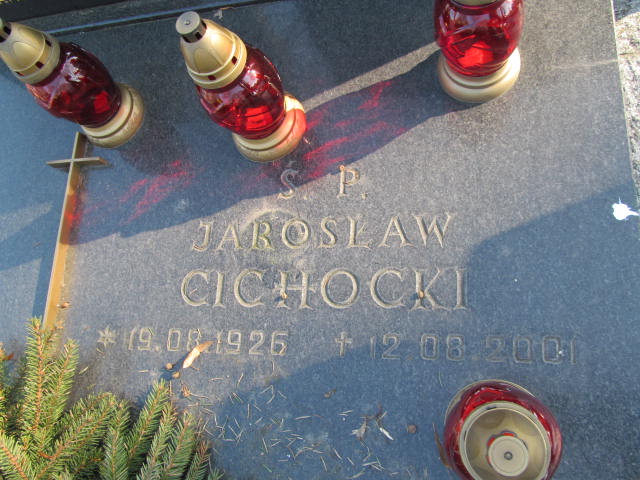 Ś. P.
JAROSŁAW
CICHOCKI
* 19.08.1926 † 12 08 2001